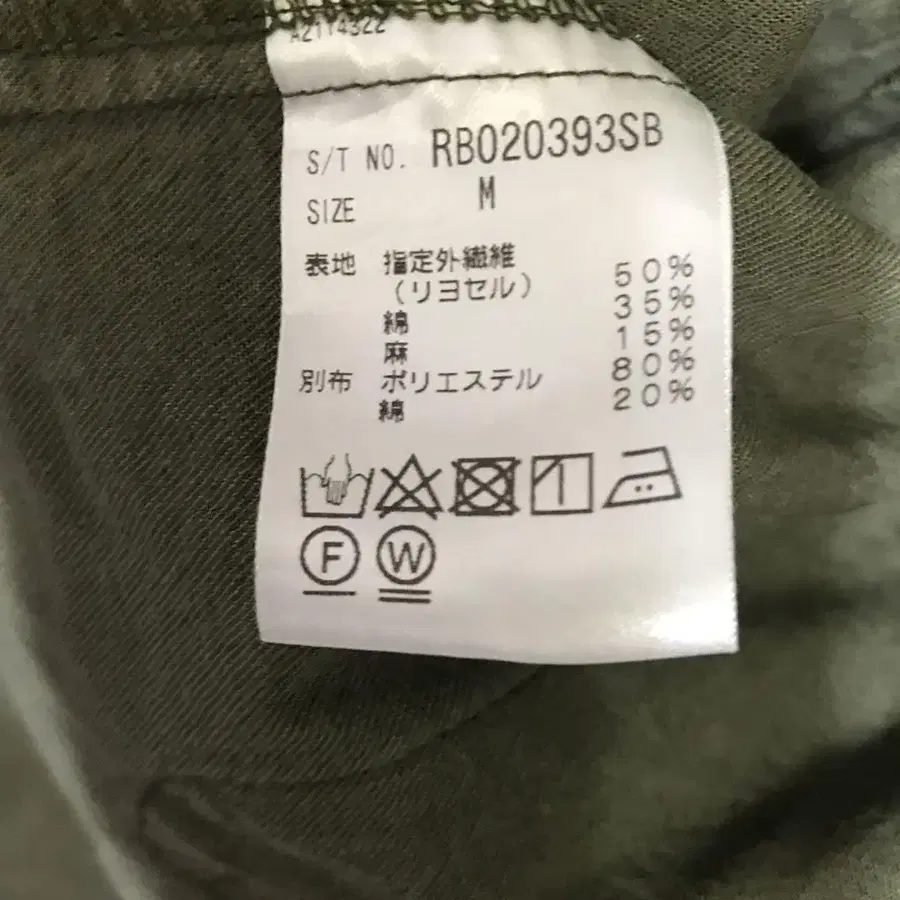 A2114322
S/T NO. RB020393SB
SIZE M
表地 指定外繊維
(リヨセル) 50%
綿 35%
麻 15%
別布 ポリエステル 80%
綿 20%
F W